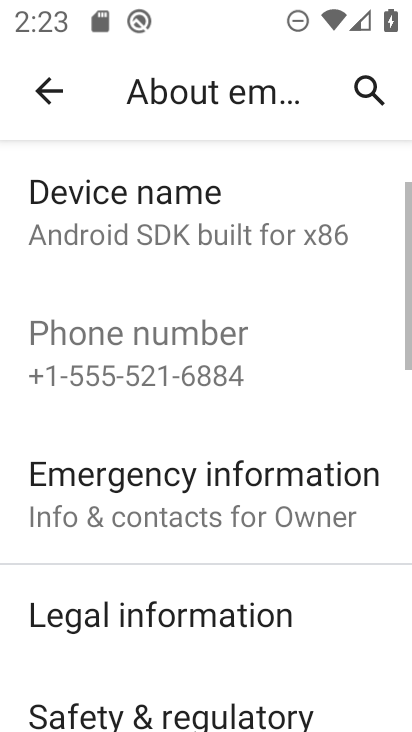 2:23
About em...
Device name
Android SDK built for x86
Phone number
+1-555-521-6884
Emergency information
Info & contacts for Owner
Legal information
Safety & regulatory